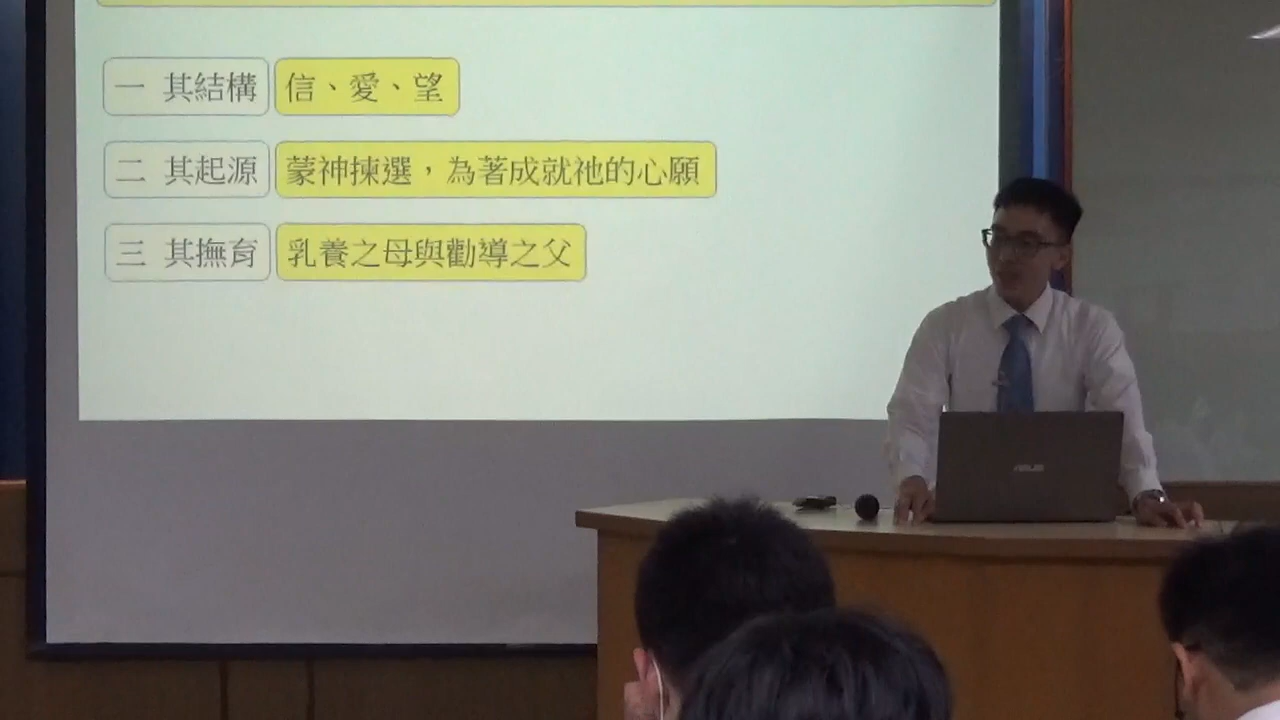 一 其結構 信、愛、望
二 其起源 蒙神揀選，為著成就祂的心願
三 其撫育 乳養之母與勸導之父
ASUS